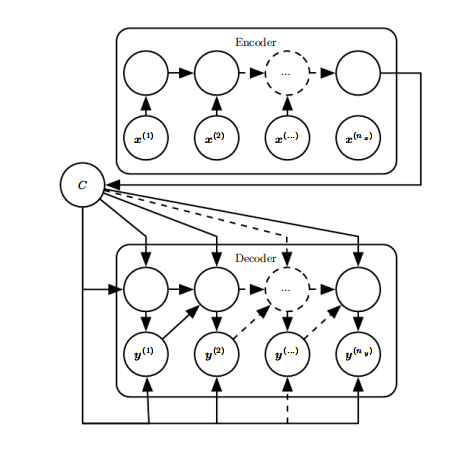 Encoder
...
x(1) x(2) x(...) x(nx)
C
Decoder
...
y(1) y(2) y(...) y(ny)